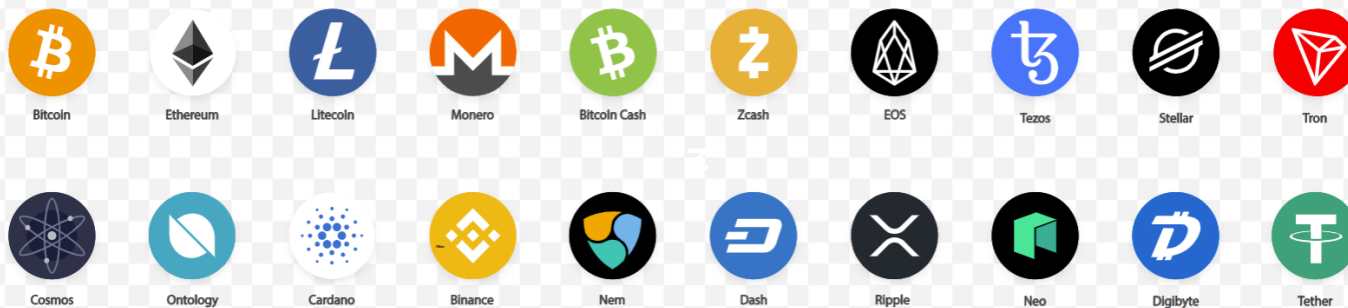 Bitcoin Ethereum Litecoin Monero Bitcoin Cash Zcash EOS Tezos Stellar Tron
Cosmos Ontology Cardano Binance Nem Dash Ripple Neo Digibyte Tether